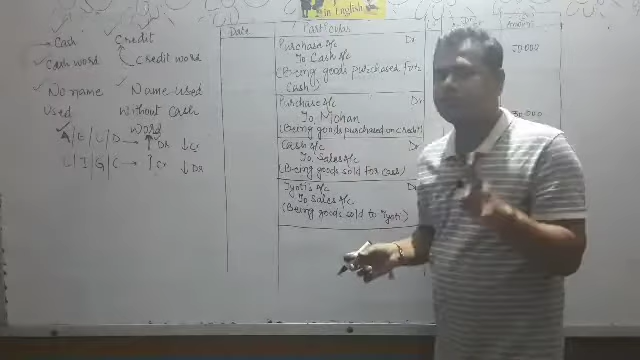 in English
Cash Credit
Cash word Credit word
No name Name used
Used Without Cash
word
A/E/L/D → ↑ Dr ↓ Cr
L/I/G/C → ↑ Cr ↓ Dr
Date Particular Amount
Purchase a/c Dr 50000
To Cash a/c
(Being goods purchased for
Cash)
Purchase a/c Dr
To Mohan
(Being goods purchased on credit)
Cash a/c Dr
To Sales a/c
(Being goods sold for Cash)
Jyoti's a/c Dr
To Sales a/c
(Being goods sold to Jyoti)